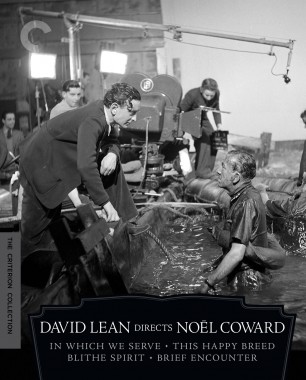 THE CRITERION COLLECTION
DAVID LEAN DIRECTS NOËL COWARD
IN WHICH WE SERVE • THIS HAPPY BREED
BLITHE SPIRIT • BRIEF ENCOUNTER